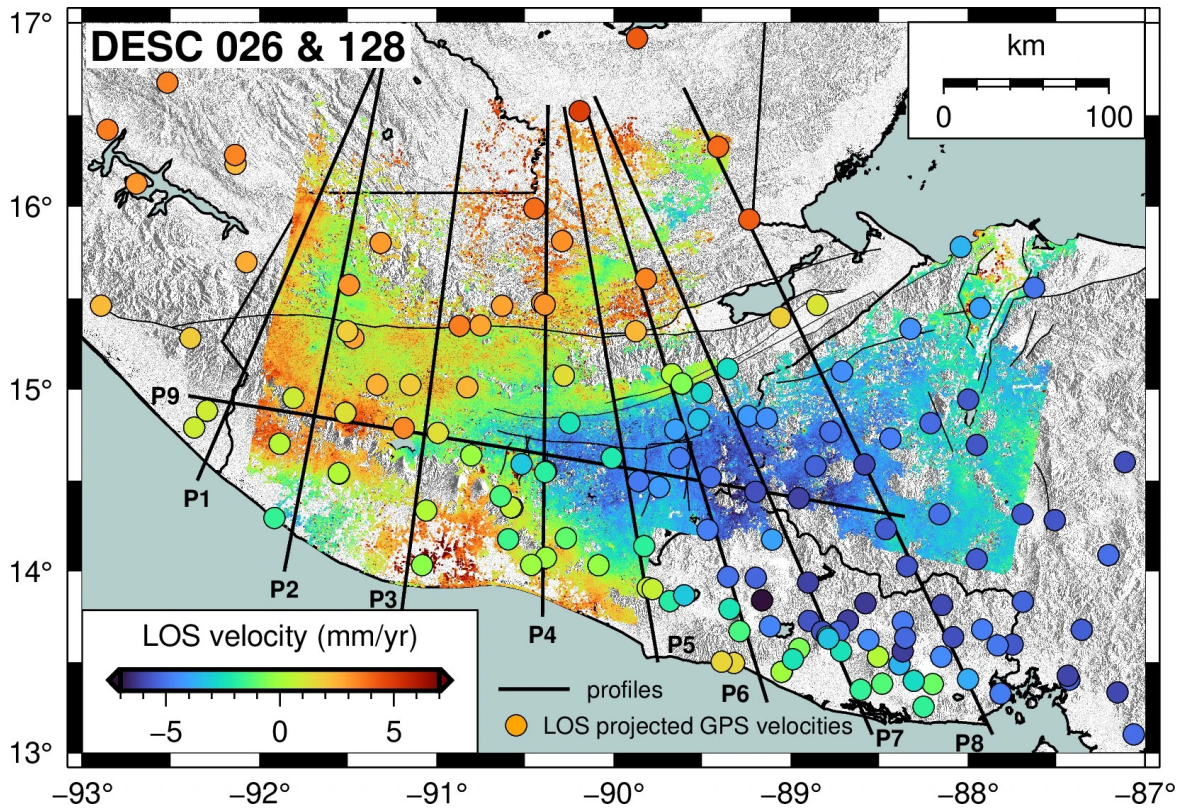 17°
DESC 026 & 128
km
0 100
16°
15°
P9
P1
14°
P2
P3
P4
P5
P6
P7
P8
LOS velocity (mm/yr)
−5 0 5
profiles
LOS projected GPS velocities
13°
−93° −92° −91° −90° −89° −88° −87°